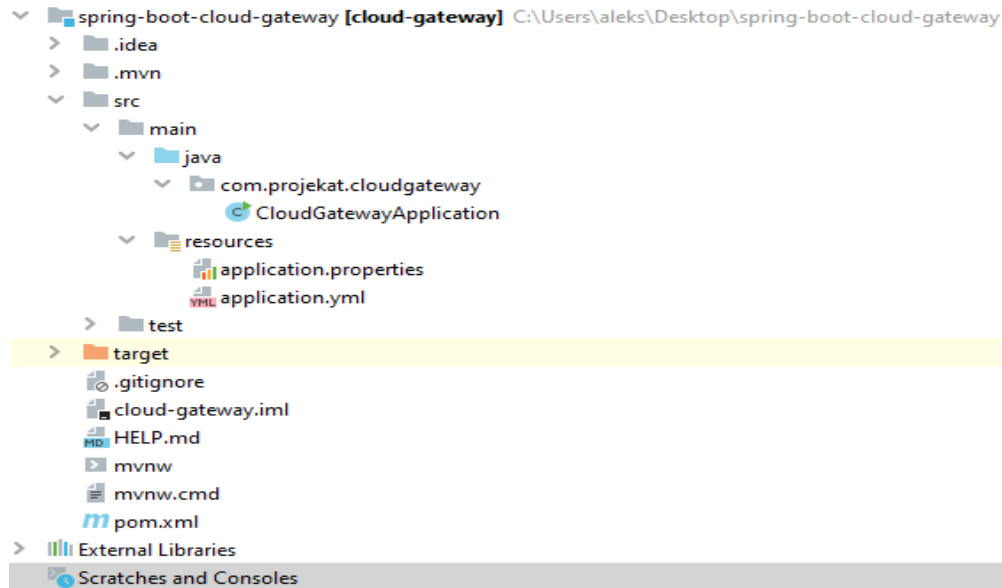 spring-boot-cloud-gateway [cloud-gateway] C:\Users\aleks\Desktop\spring-boot-cloud-gateway
.idea
.mvn
src
main
java
com.projekat.cloudgateway
C CloudGatewayApplication
resources
application.properties
YML application.yml
test
target
.gitignore
cloud-gateway.iml
MD HELP.md
mvnw
mvnw.cmd
m pom.xml
External Libraries
Scratches and Consoles